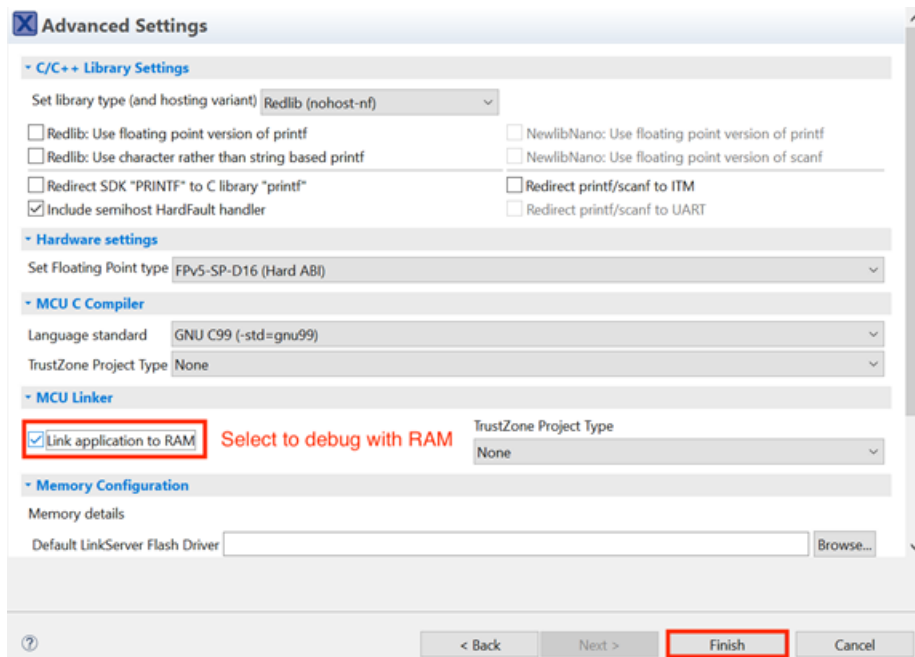 Advanced Settings
C/C++ Library Settings
Set library type (and hosting variant) Redlib (nohost-nf)
Redlib: Use floating point version of printf
NewlibNano: Use floating point version of printf
Redlib: Use character rather than string based printf
NewlibNano: Use floating point version of scanf
Redirect SDK "PRINTF" to C library "printf"
Redirect printf/scanf to ITM
Include semihost HardFault handler
Redirect printf/scanf to UART
Hardware settings
Set Floating Point type FPv5-SP-D16 (Hard ABI)
MCU C Compiler
Language standard GNU C99 (-std=gnu99)
TrustZone Project Type None
MCU Linker
Link application to RAM Select to debug with RAM
TrustZone Project Type
None
Memory Configuration
Memory details
Default LinkServer Flash Driver Browse...
? < Back Next > Finish Cancel